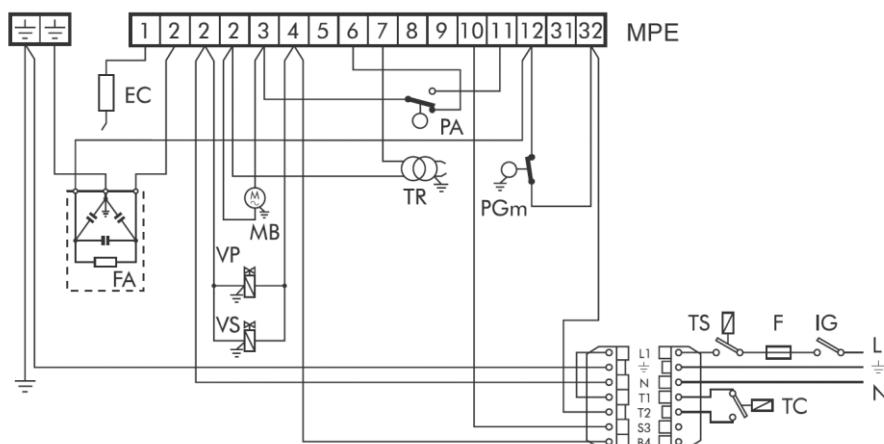 1 2 2 2 3 4 5 6 7 8 9 10 11 12 31 32 MPE
EC
PA
TR
PGm
M
MB
VP
FA
VS
TS F IG
L1 L
N N
T1
TC
T2
S3
B4